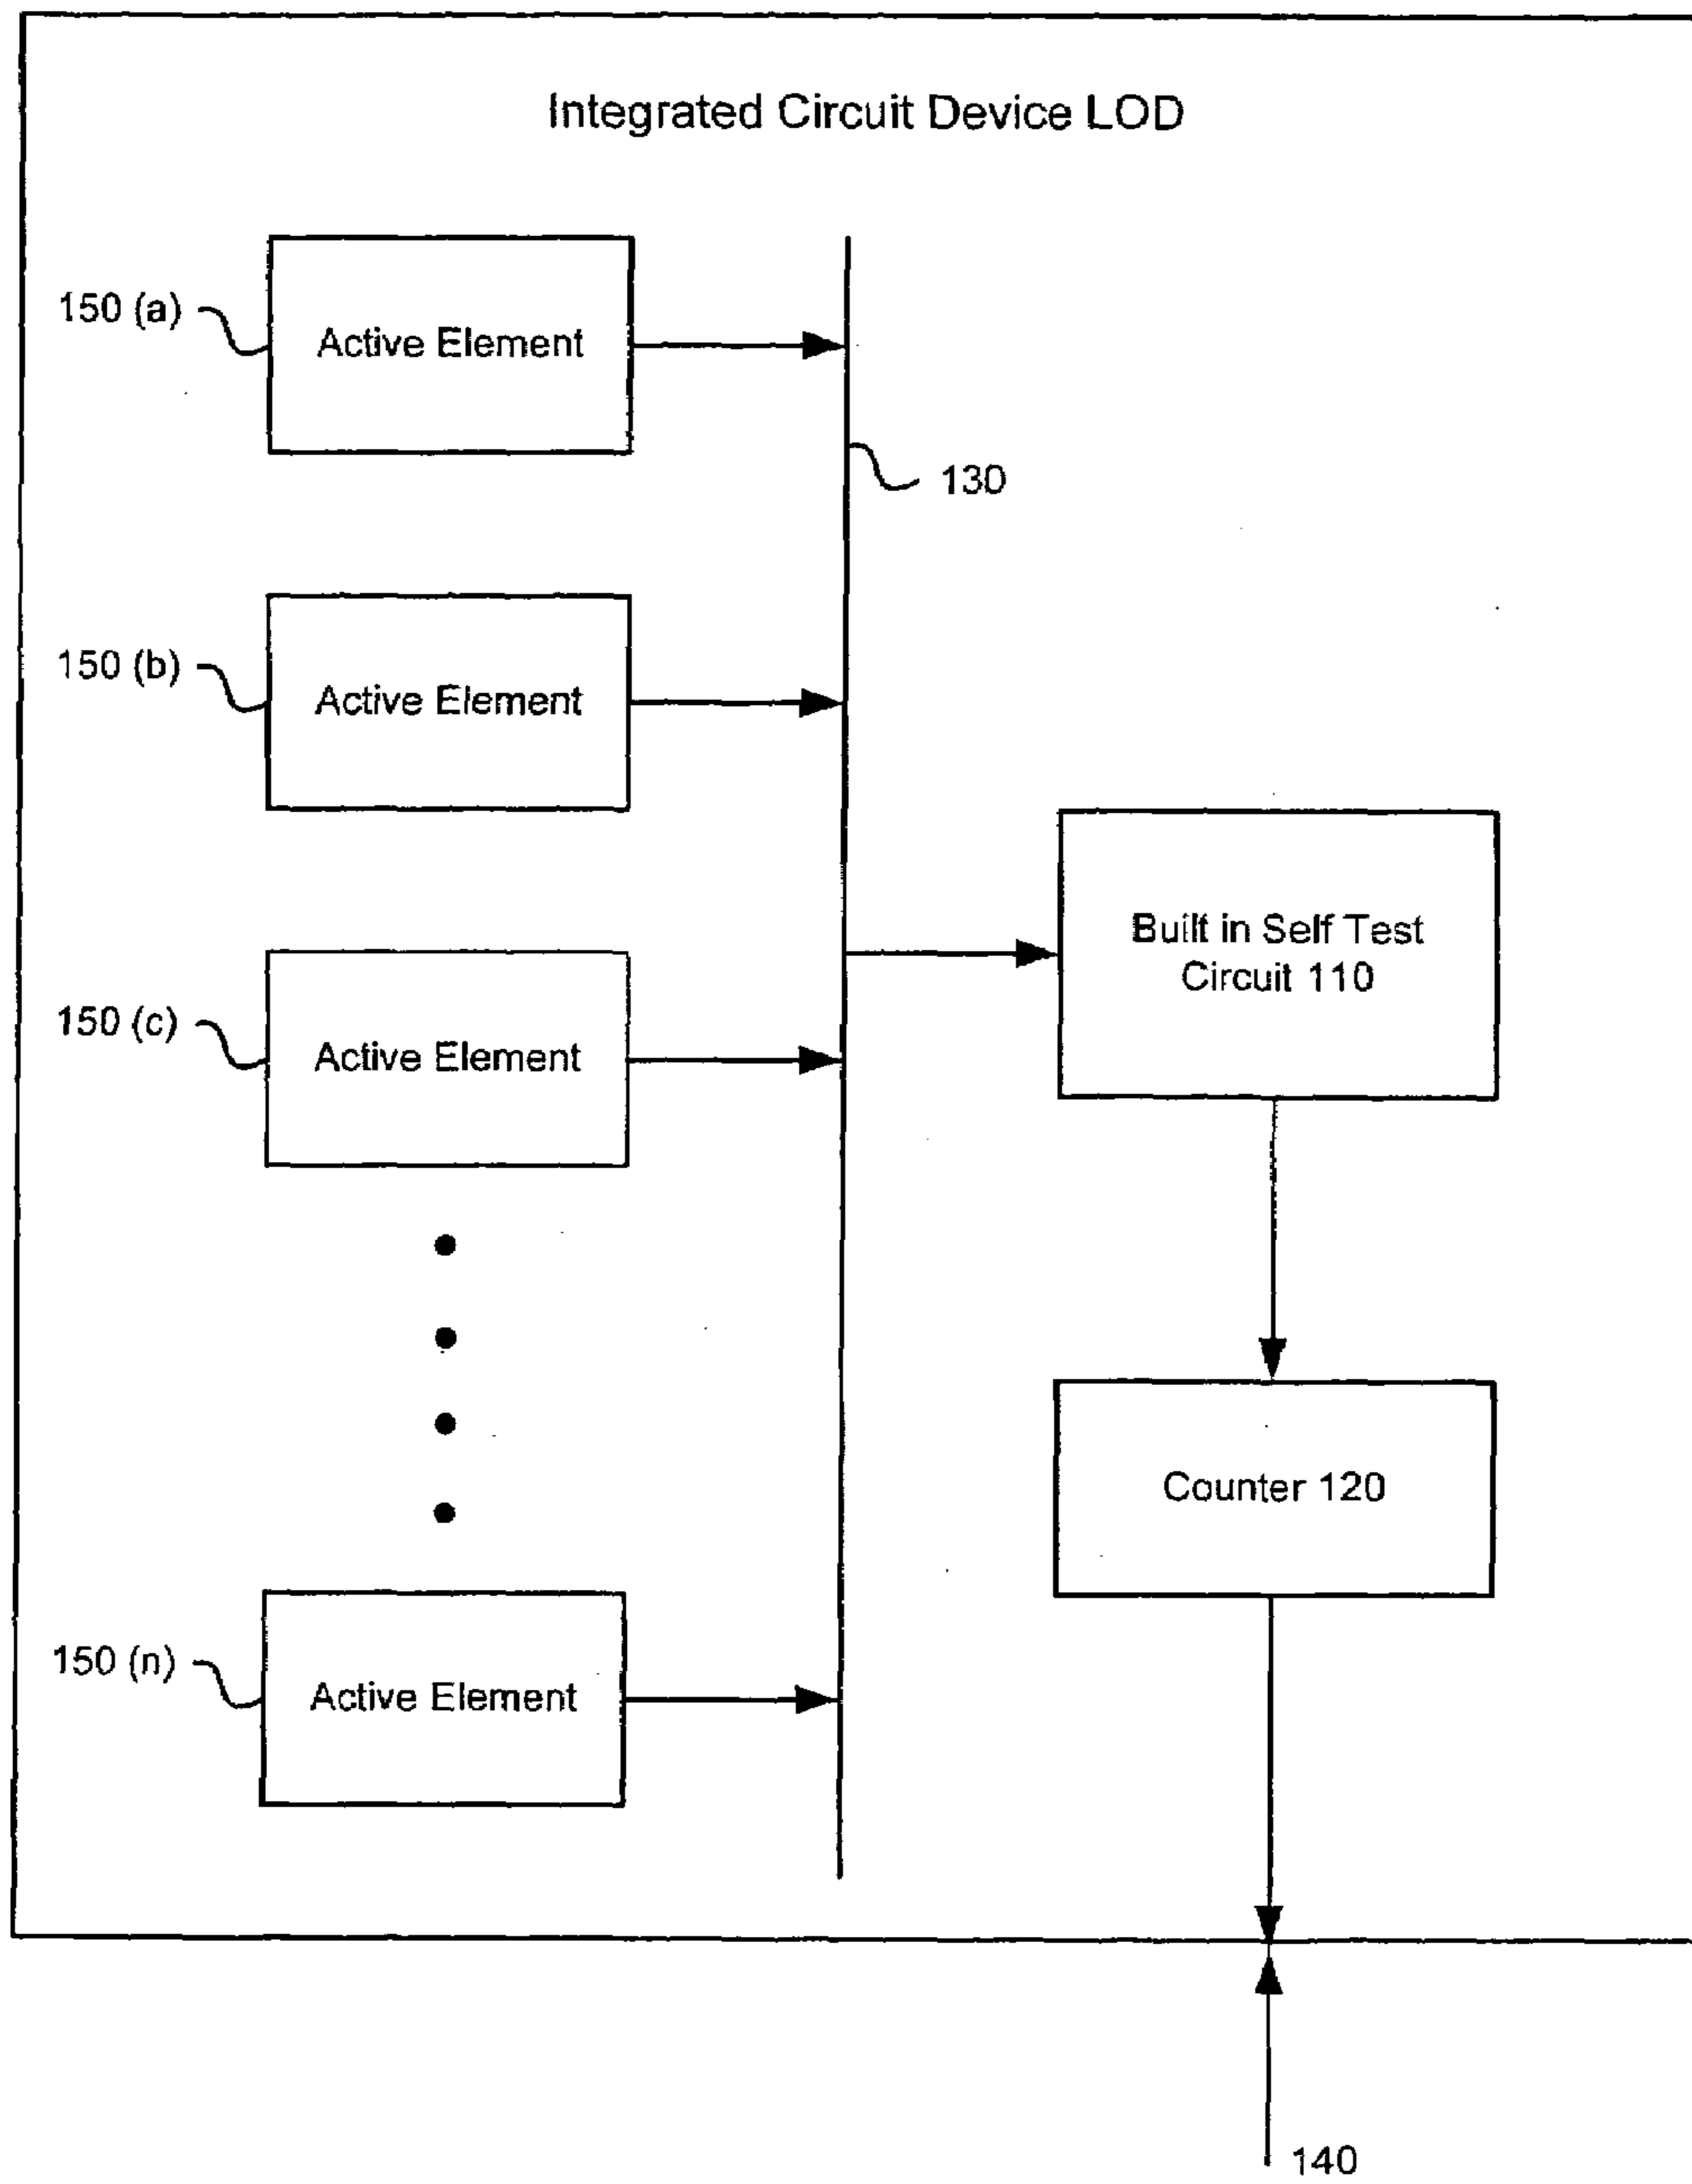 Integrated Circuit Device LOD
150 (a)
Active Element
130
150 (b)
Active Element
Built in Self Test
Circuit 110
150 (c)
Active Element
Counter 120
150 (n)
Active Element
140